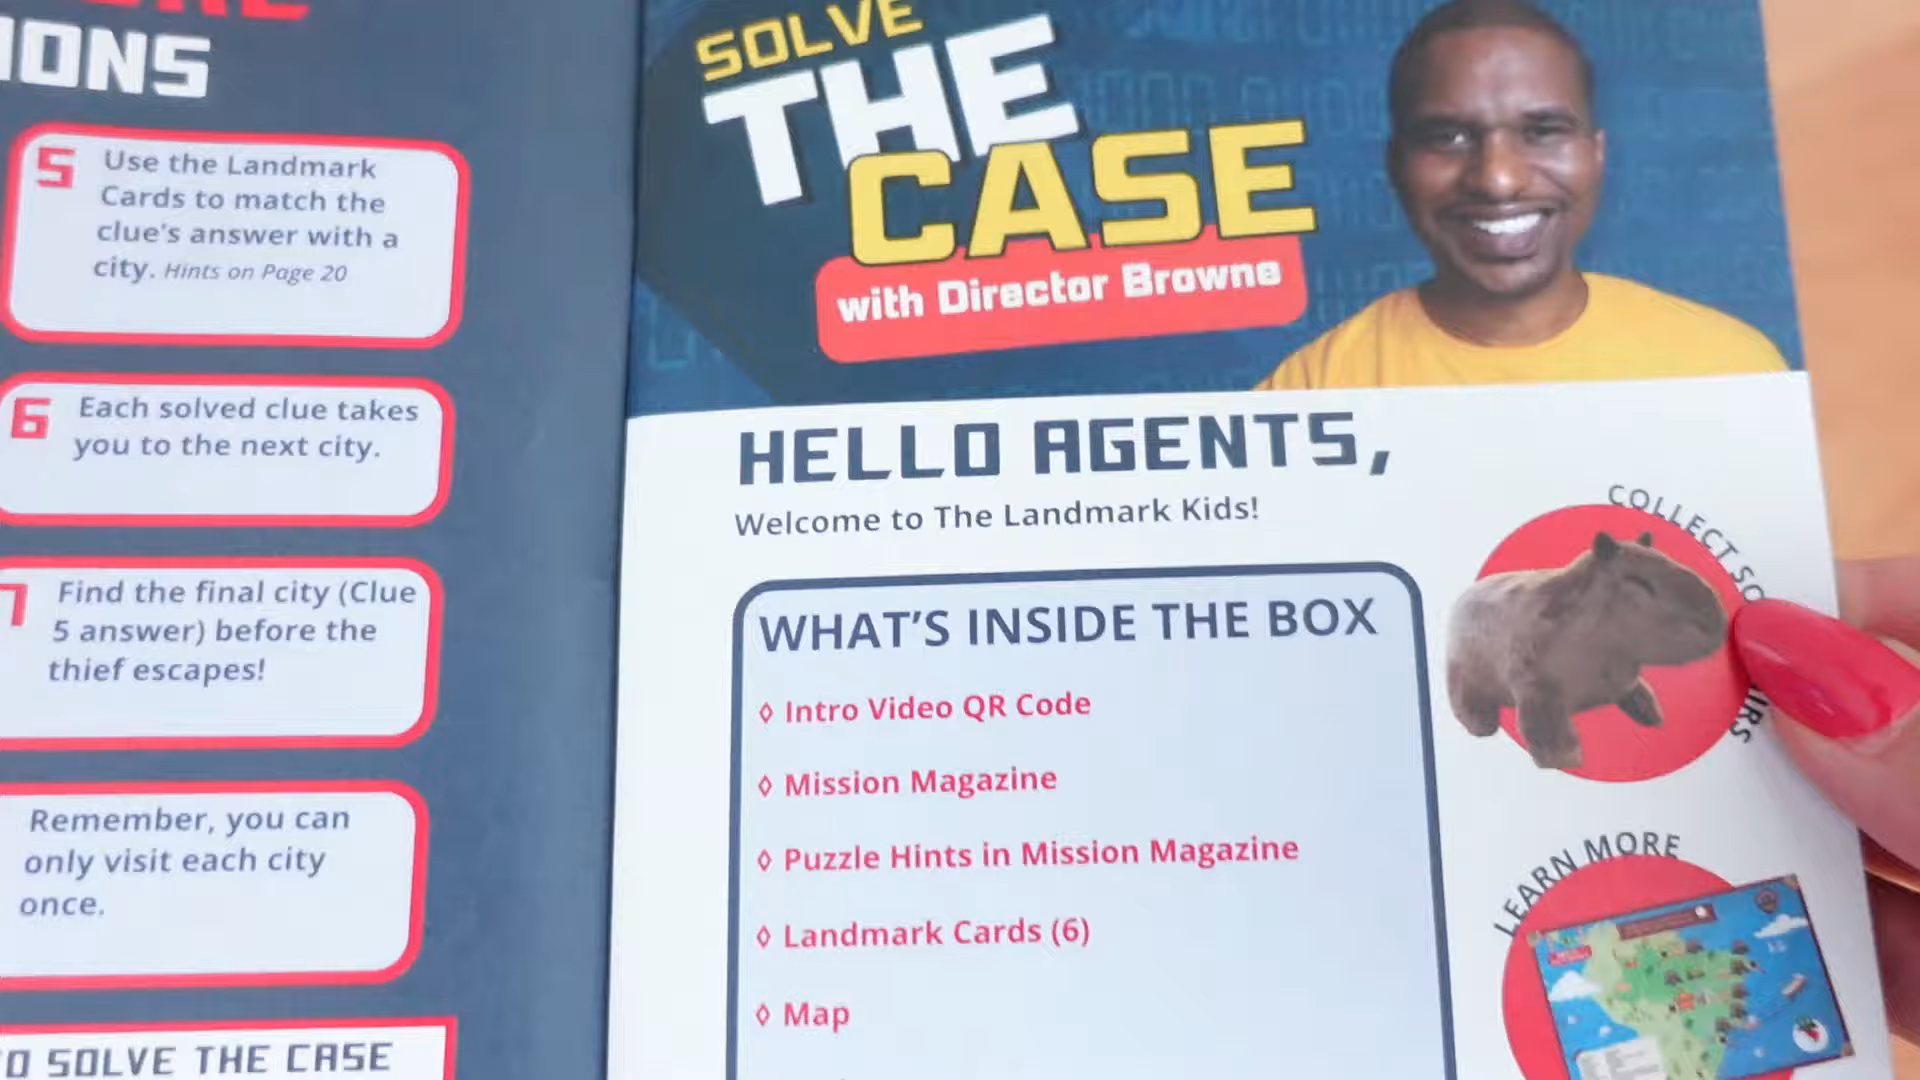 IONS
5 Use the Landmark
Cards to match the
clue's answer with a
city. Hints on Page 20
6 Each solved clue takes
you to the next city.
7 Find the final city (Clue
5 answer) before the
thief escapes!
Remember, you can
only visit each city
once.
O SOLVE THE CASE
SOLVE
THE
CASE
with Director Browne
HELLO AGENTS,
Welcome to The Landmark Kids!
WHAT'S INSIDE THE BOX
◊ Intro Video QR Code
◊ Mission Magazine
◊ Puzzle Hints in Mission Magazine
◊ Landmark Cards (6)
◊ Map
COLLECT
LEARN MORE